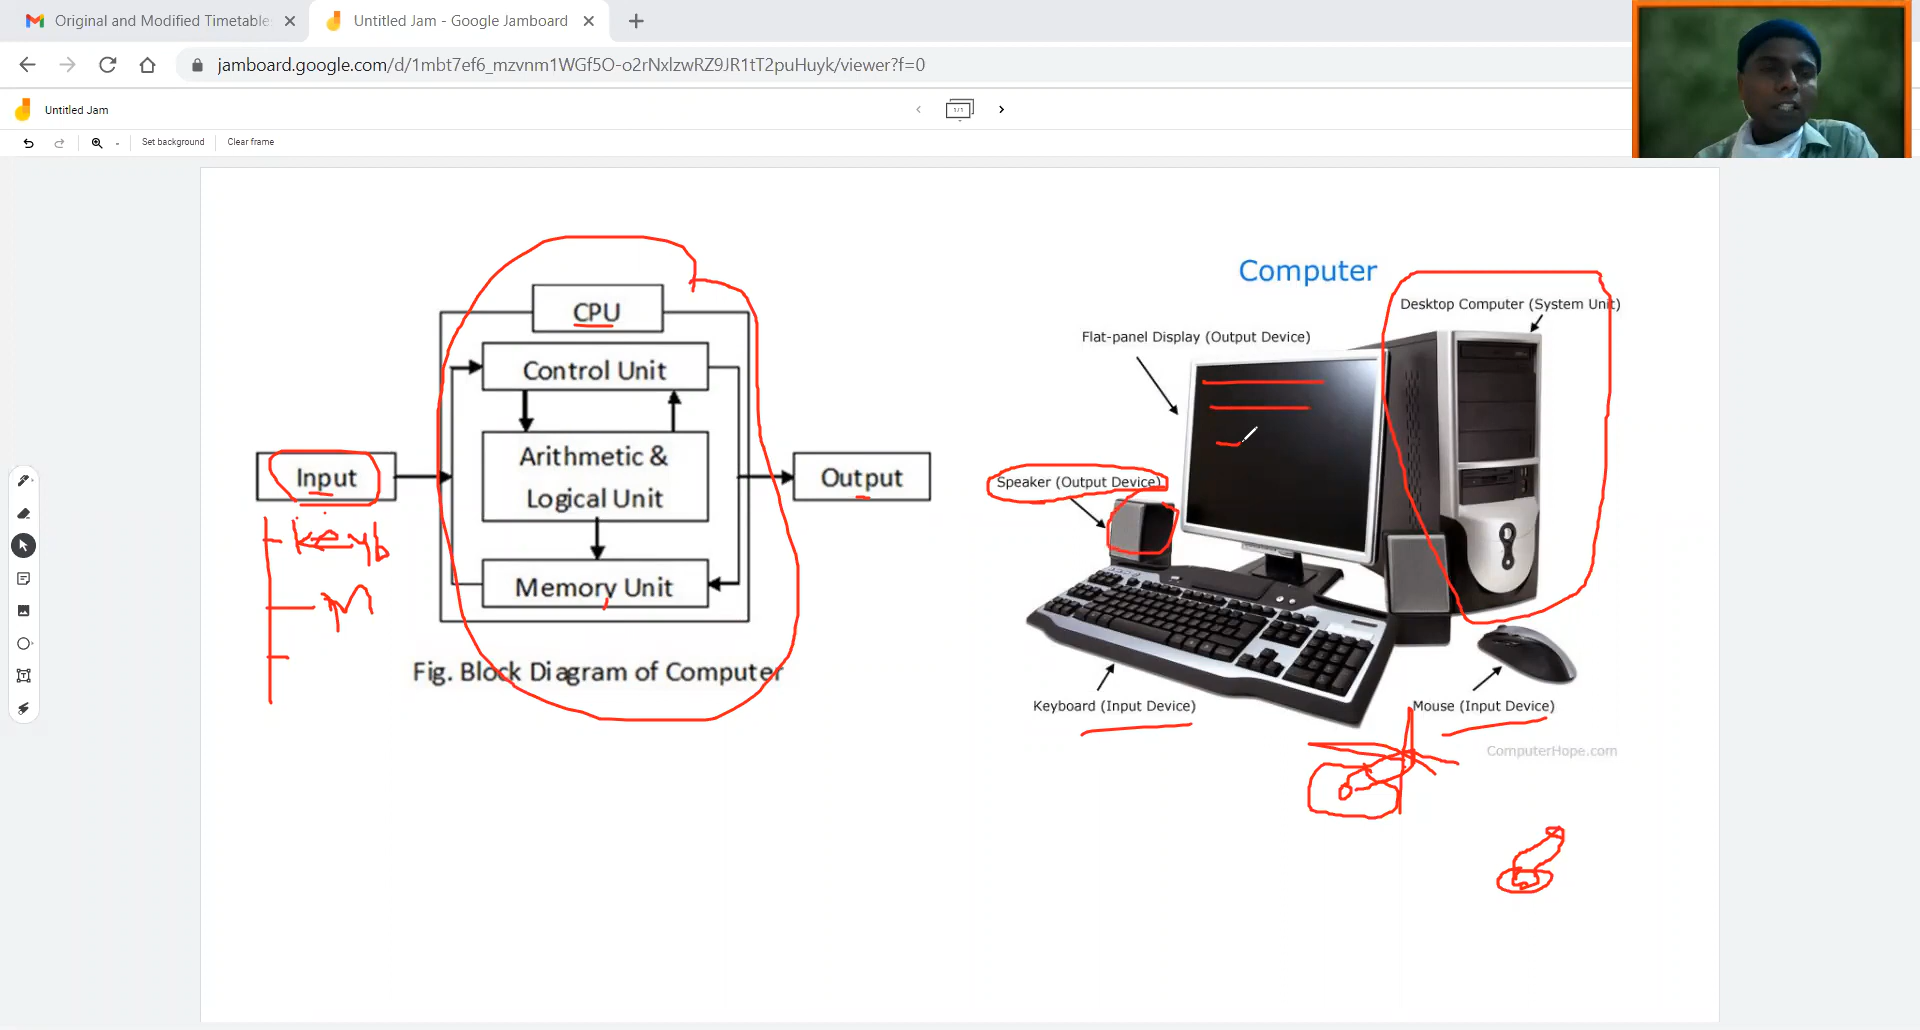 Original and Modified Timetable
Untitled Jam - Google Jamboard
jamboard.google.com/d/1mbt7ef6_mzvnm1WGf5O-o2rNxlzwRZ9JR1tT2puHuyk/viewer?f=0
Untitled Jam
1/1
Set background
Clear frame
CPU
Control Unit
Arithmetic &
Logical Unit
Memory Unit
Input
Output
keyb
M
Fig. Block Diagram of Computer
Computer
Desktop Computer (System Unit)
Flat-panel Display (Output Device)
Speaker (Output Device)
Keyboard (Input Device)
Mouse (Input Device)
ComputerHope.com